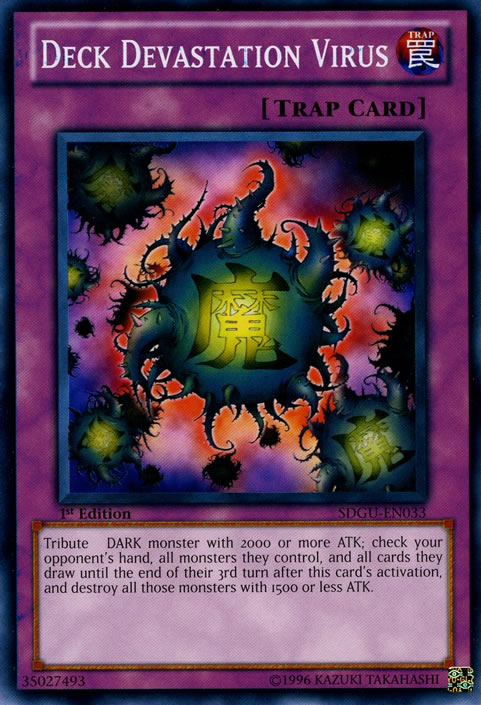 DECK DEVASTATION VIRUS
TRAP
罠
[TRAP CARD]
魔
魔
1st Edition
SDGU-EN033
Tribute DARK monster with 2000 or more ATK; check your
opponent's hand, all monsters they control, and all cards they
draw until the end of their 3rd turn after this card's activation,
and destroy all those monsters with 1500 or less ATK.
35027493
©1996 KAZUKI TAKAHASHI